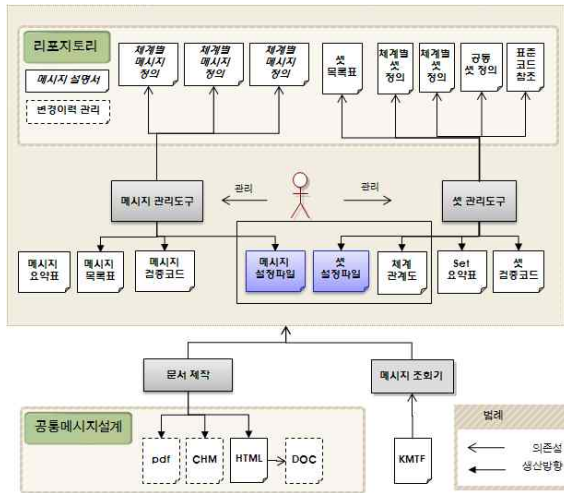 리포지토리
메시지 설명서
변경이력 관리
체계별
메시지
정의
체계별
메시지
정의
체계별
메시지
정의
셋
목록표
체계별
셋
정의
체계별
셋
정의
공통
셋 정의
표준
코드
참조
메시지 관리도구
관리
관리
셋 관리도구
메시지
요약표
메시지
목록표
메시지
검증코드
메시지
설정파일
셋
설정파일
체계
관계도
Set
요약표
셋
검증코드
문서 제작
메시지 조회기
공통메시지설계
pdf
CHM
HTML
DOC
KMTF
범례
의존성
생산방향